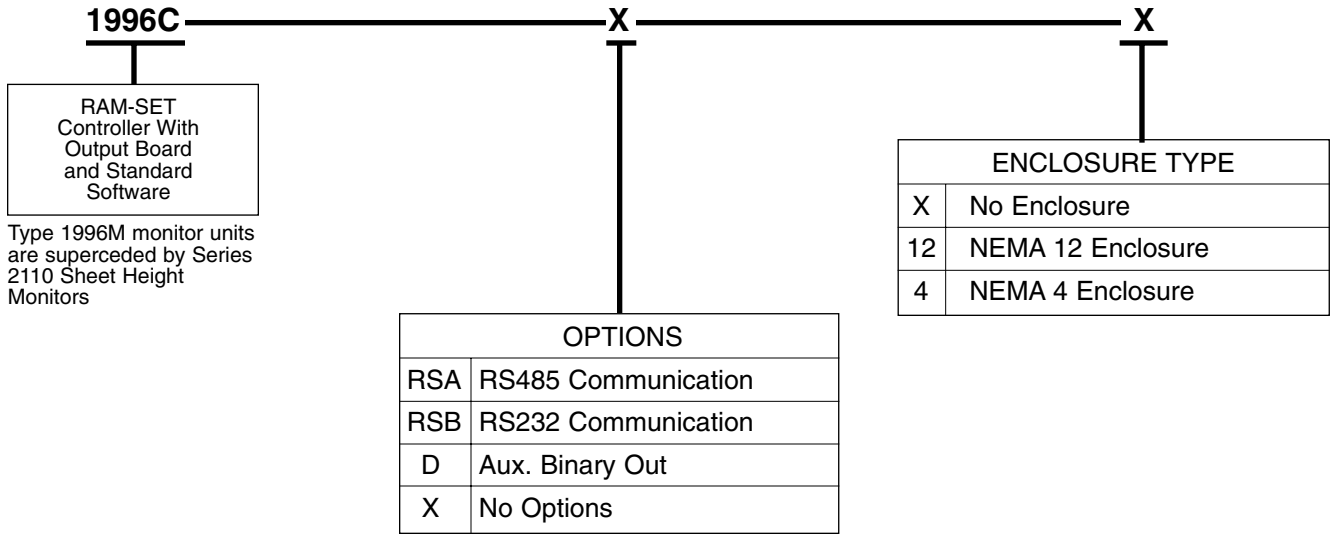 1996C X X
RAM-SET
Controller With
Output Board
and Standard
Software
Type 1996M monitor units
are superceded by Series
2110 Sheet Height
Monitors
OPTIONS
RSA RS485 Communication
RSB RS232 Communication
D Aux. Binary Out
X No Options
ENCLOSURE TYPE
X No Enclosure
12 NEMA 12 Enclosure
4 NEMA 4 Enclosure